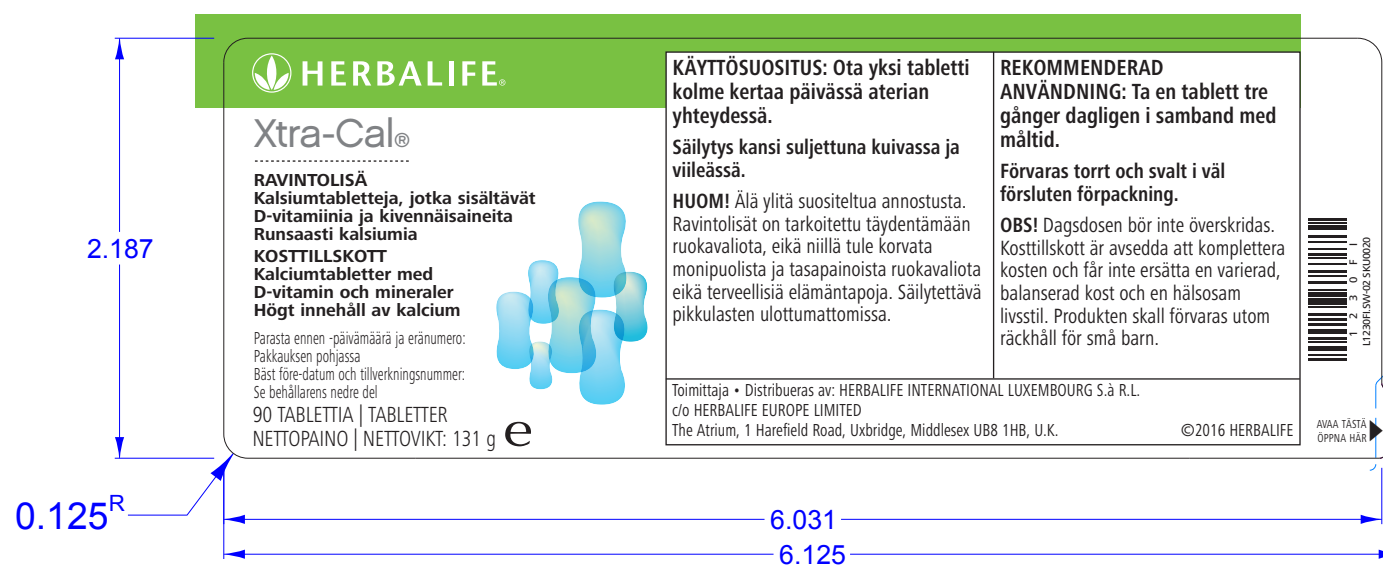 HERBALIFE®
Xtra-Cal®
RAVINTOLISÄ
Kalsiumtabletteja, jotka sisältävät
D-vitamiinia ja kivennäisaineita
Runsaasti kalsiumia
KOSTTILLSKOTT
Kalciumtabletter med
D-vitamin och mineraler
Högt innehåll av kalcium
Parasta ennen -päivämäärä ja eränumero:
Pakkauksen pohjassa
Bäst före-datum och tillverkningsnummer:
Se behållarens nedre del
90 TABLETTIA | TABLETTER
NETTOPAINO | NETTOVIKT: 131 g ℮
KÄYTTÖSUOSITUS: Ota yksi tabletti
kolme kertaa päivässä aterian
yhteydessä.
Säilytys kansi suljettuna kuivassa ja
viileässä.
HUOM! Älä ylitä suositeltua annostusta.
Ravintolisät on tarkoitettu täydentämään
ruokavaliota, eikä niillä tule korvata
monipuolista ja tasapainoista ruokavaliota
eikä terveellisiä elämäntapoja. Säilytettävä
pikkulasten ulottumattomissa.
REKOMMENDERAD
ANVÄNDNING: Ta en tablett tre
gånger dagligen i samband med
måltid.
Förvaras torrt och svalt i väl
försluten förpackning.
OBS! Dagsdosen bör inte överskridas.
Kosttillskott är avsedda att komplettera
kosten och får inte ersätta en varierad,
balanserad kost och en hälsosam
livsstil. Produkten skall förvaras utom
räckhåll för små barn.
Toimittaja • Distribueras av: HERBALIFE INTERNATIONAL LUXEMBOURG S.à R.L.
c/o HERBALIFE EUROPE LIMITED
The Atrium, 1 Harefield Road, Uxbridge, Middlesex UB8 1HB, U.K.
©2016 HERBALIFE
1230FI
L1230FI.SVV-02 SKU0020
AVAA TÄSTÄ
ÖPPNA HÄR
2.187
0.125R
6.031
6.125